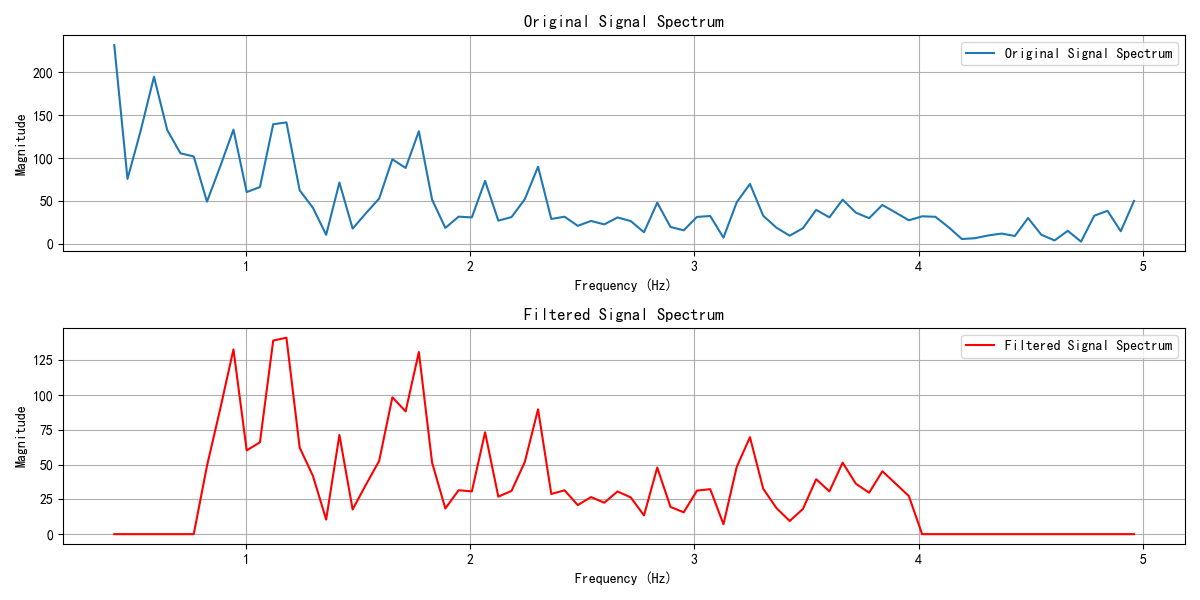 Original Signal Spectrum
Original Signal Spectrum
Magnitude
200
150
100
50
0
1 2 3 4 5
Frequency (Hz)
Filtered Signal Spectrum
Filtered Signal Spectrum
Magnitude
125
100
75
50
25
0
1 2 3 4 5
Frequency (Hz)